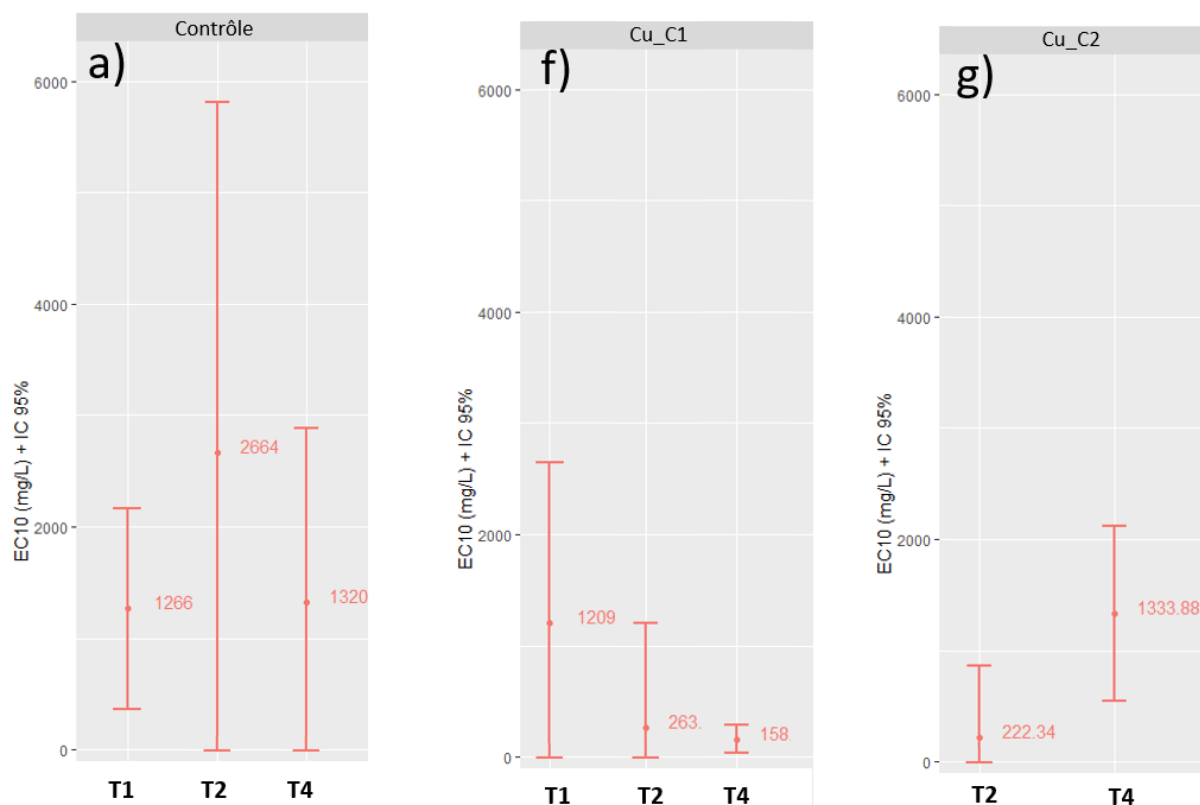 Contrôle
a)
6000
4000
2000
0
EC10 (mg/L) + IC 95%
1266
2664
1320
T1 T2 T4
Cu_C1
f)
6000
4000
2000
0
EC10 (mg/L) + IC 95%
1209
263.
158.
T1 T2 T4
Cu_C2
g)
6000
4000
2000
0
EC10 (mg/L) + IC 95%
222.34
1333.88
T2 T4